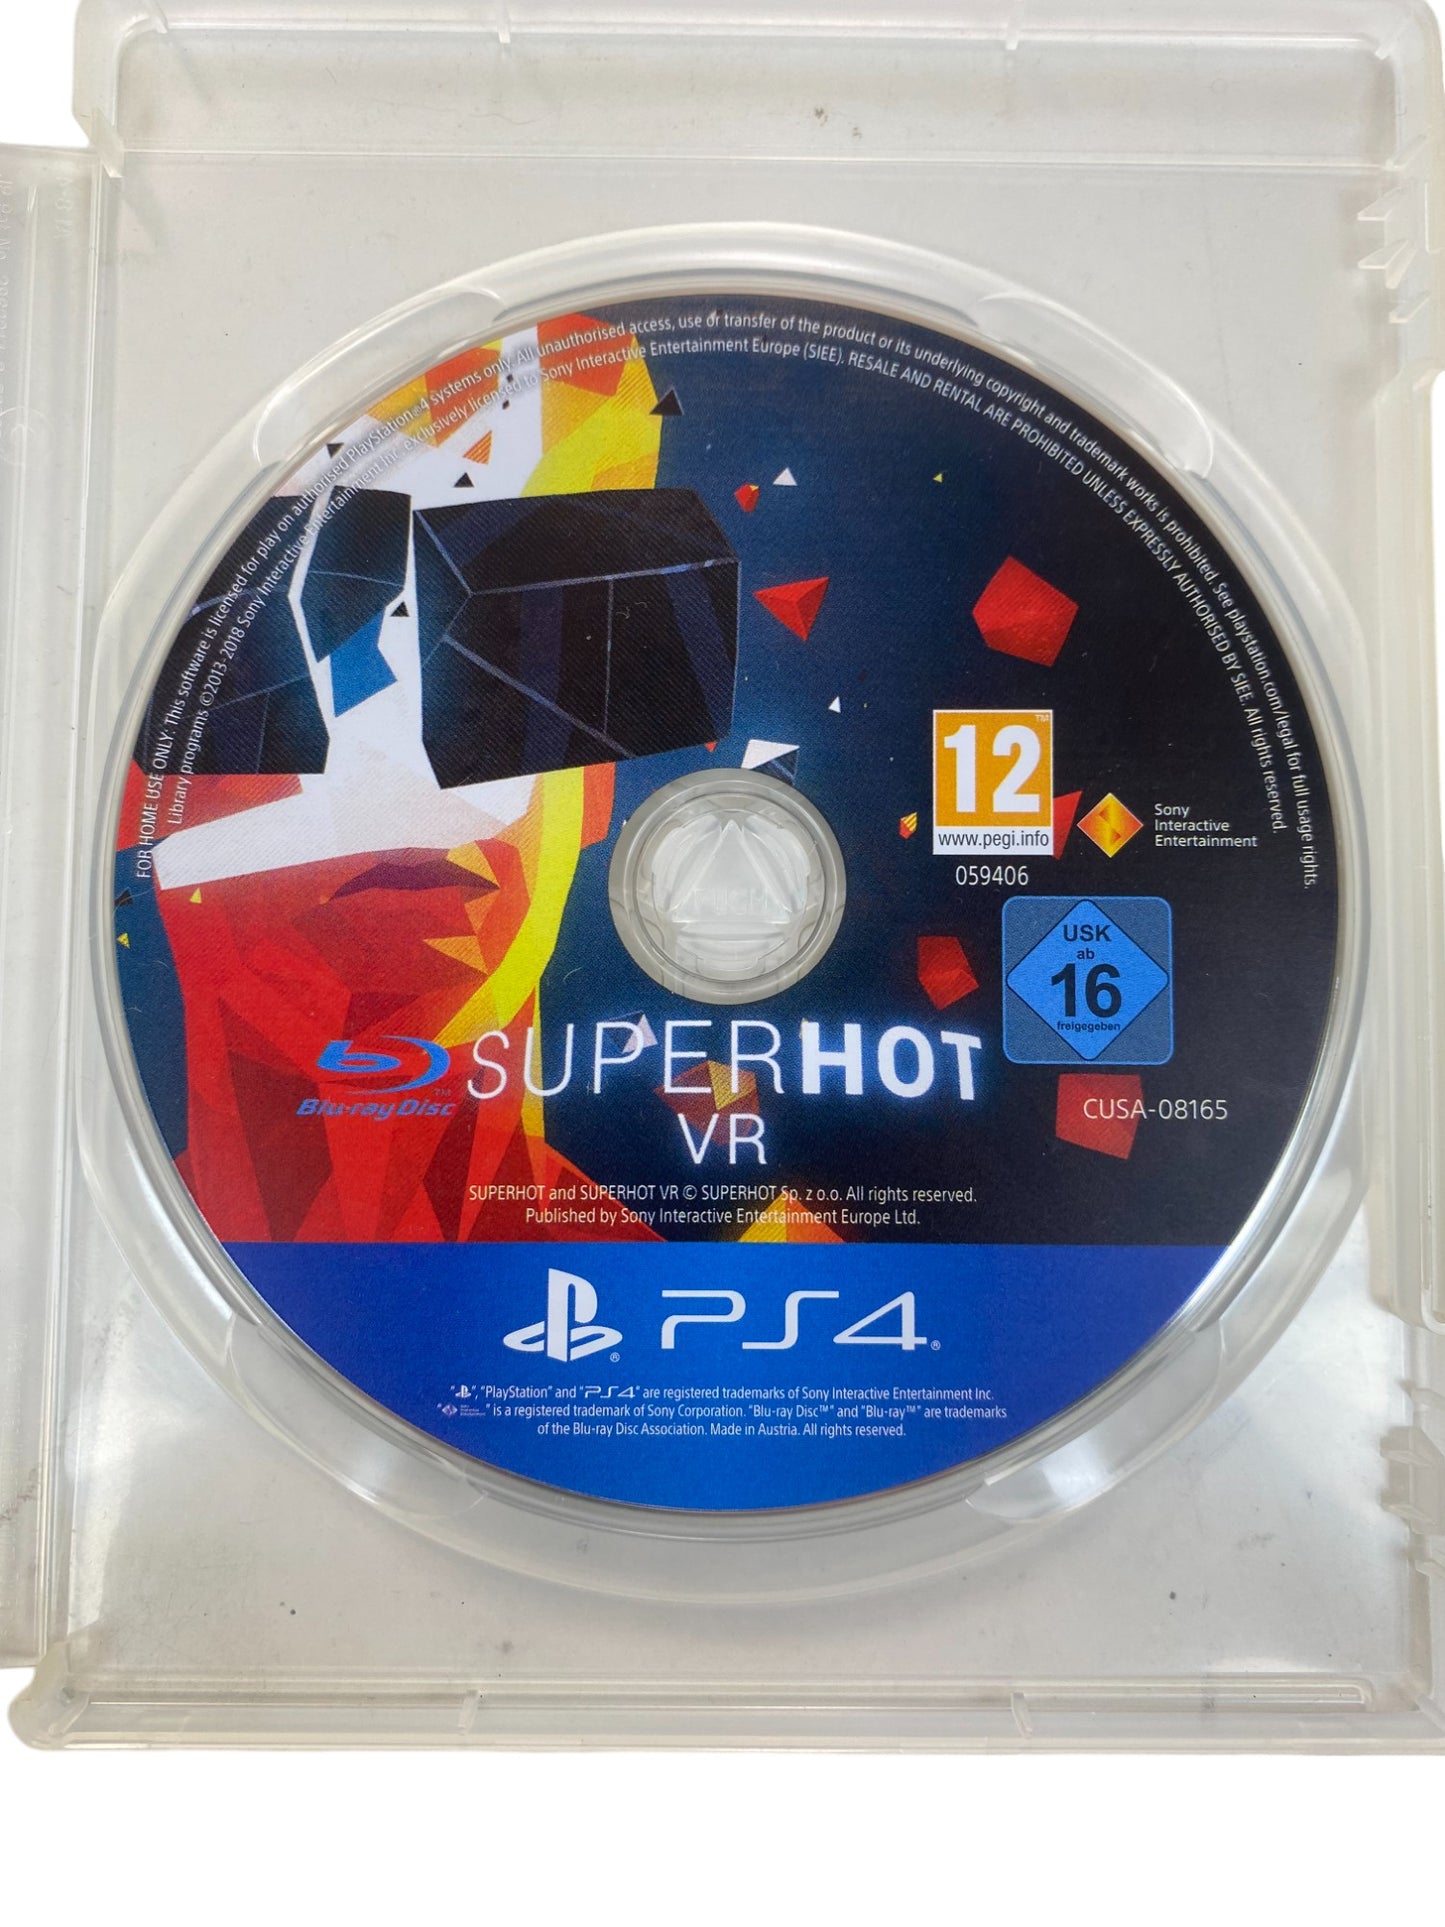 FOR HOME USE ONLY: This software is licensed for play on authorised PlayStation®4 systems only. All unauthorised access, use or transfer of the product or its underlying copyright and trademark works is prohibited. See playstation.com/legal for full usage rights.
Library programs ©2013-2018 Sony Interactive Entertainment Inc. exclusively licensed to Sony Interactive Entertainment Europe (SIEE). RESALE AND RENTAL ARE PROHIBITED UNLESS EXPRESSLY AUTHORISED BY SIEE. All rights reserved.
12™
www.pegi.info
059406
Sony
Interactive
Entertainment
USK
ab
16
freigegeben
Blu-ray Disc™
SUPERHOT
VR
CUSA-08165
SUPERHOT and SUPERHOT VR © SUPERHOT Sp. z o.o. All rights reserved.
Published by Sony Interactive Entertainment Europe Ltd.
PS4®
" ", "PlayStation" and "PS4" are registered trademarks of Sony Interactive Entertainment Inc.
" " is a registered trademark of Sony Corporation. "Blu-ray Disc™" and "Blu-ray™" are trademarks
of the Blu-ray Disc Association. Made in Austria. All rights reserved.